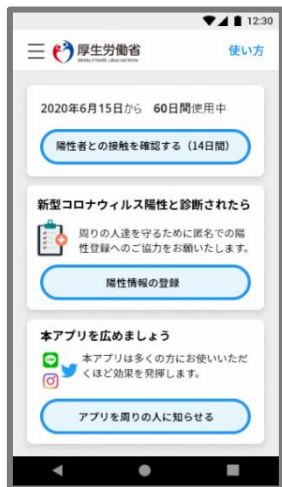 12:30
厚生労働省
Ministry of Health, Labour and Welfare
使い方
2020年6月15日から 60日間使用中
陽性者との接触を確認する（14日間）
新型コロナウィルス陽性と診断されたら
周りの人達を守るために匿名での陽
性登録へのご協力をお願いいたします。
陽性情報の登録
本アプリを広めましょう
本アプリは多くの方にお使いいただ
くほど効果を発揮します。
アプリを周りの人に知らせる